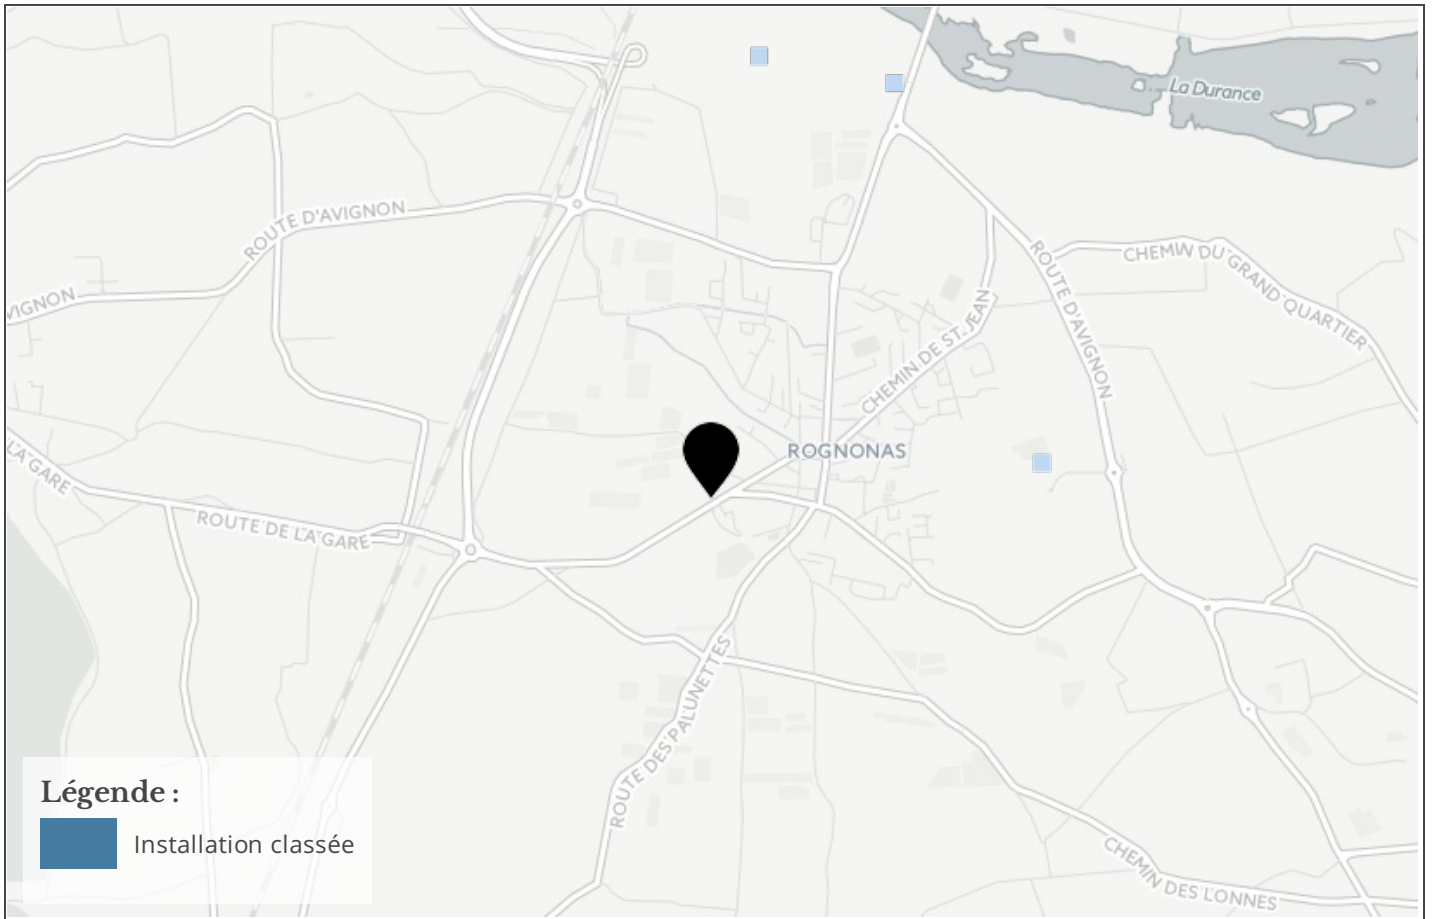 La Durance
ROUTE D'AVIGNON
CHEMIN DU GRAND QUARTIER
ROUTE D'AVIGNON
VIGNON
CHEMIN DE ST. JEAN
ROGNONAS
LA GARE
ROUTE DE LA GARE
ROUTE DES PALUNETTES
Légende :
Installation classée
CHEMIN DES LONNES